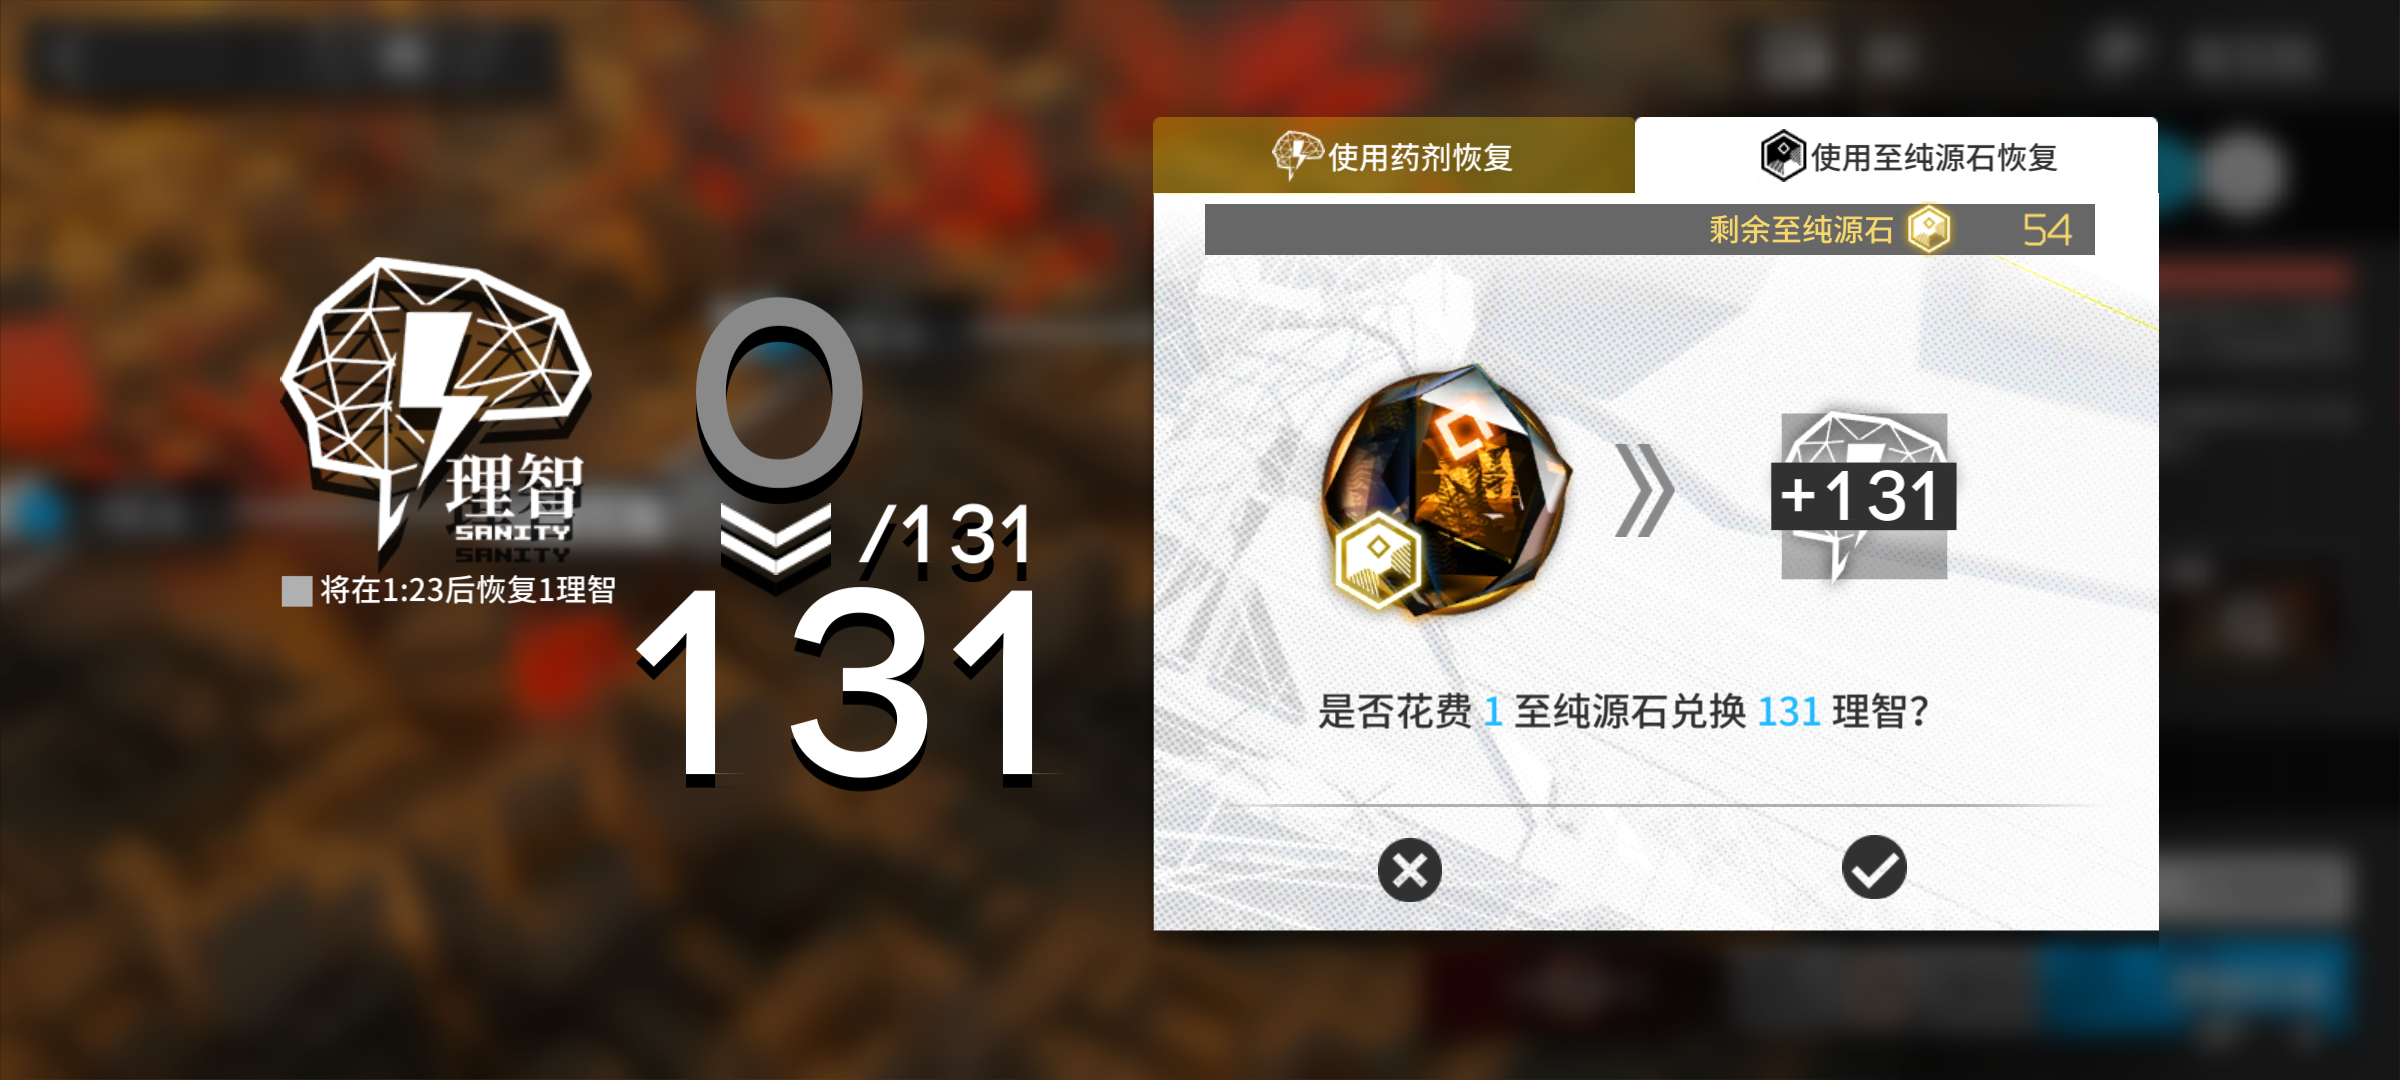 使用药剂恢复
使用至纯源石恢复
剩余至纯源石 54
理智
SANITY
将在1:23后恢复1理智
0
/131
131
+131
是否花费 1 至纯源石兑换 131 理智?